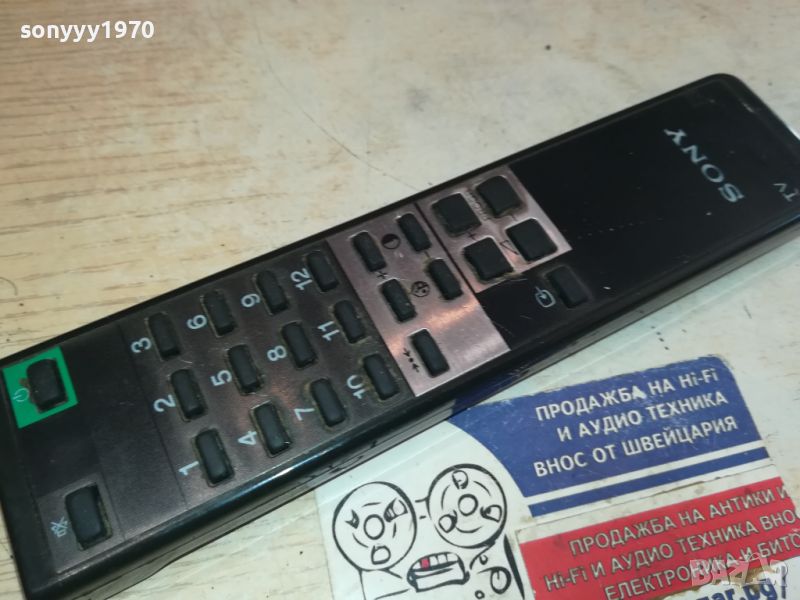 sonyyy1970
SONY
TV
1 2 3
4 5 6
7 8 9
10 11 12
ПРОДАЖБА НА Hi-Fi
И АУДИО ТЕХНИКА
ВНОС ОТ ШВЕЙЦАРИЯ
ПРОДАЖБА НА АНТИКИ И
Hi-Fi И АУДИО ТЕХНИКА ВНОС
ЕЛЕКТРОНИКА И БИТО